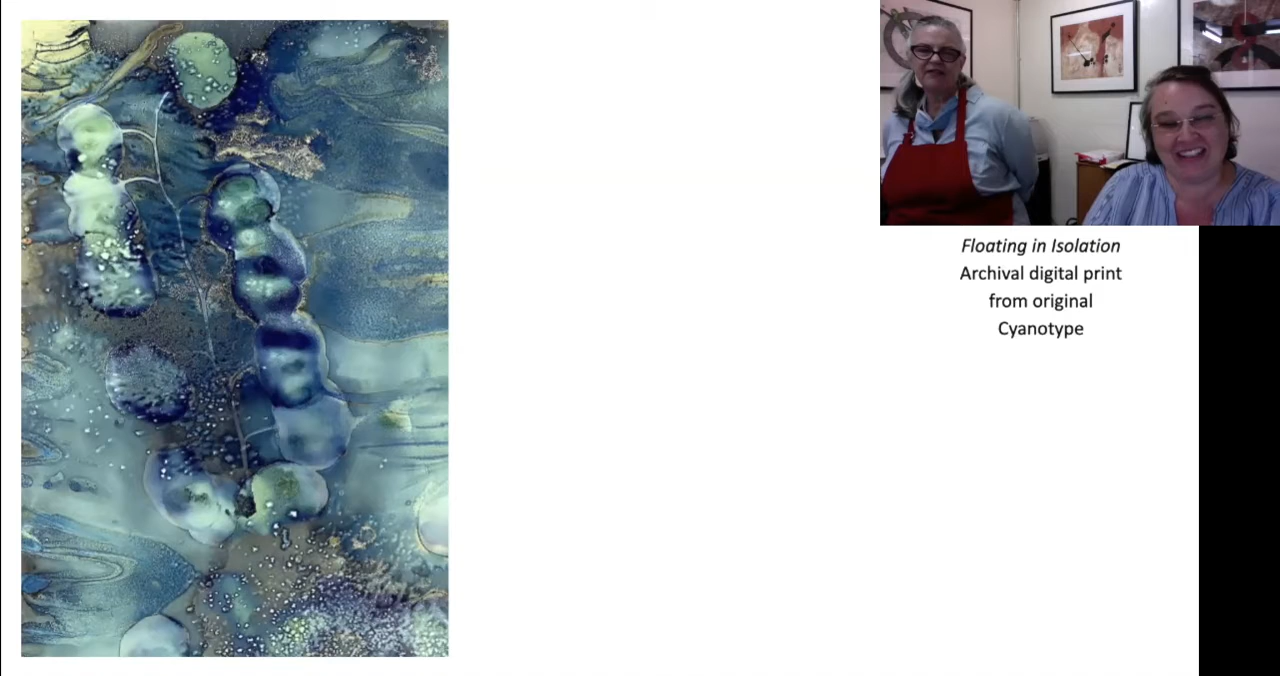 Floating in Isolation
Archival digital print
from original
Cyanotype